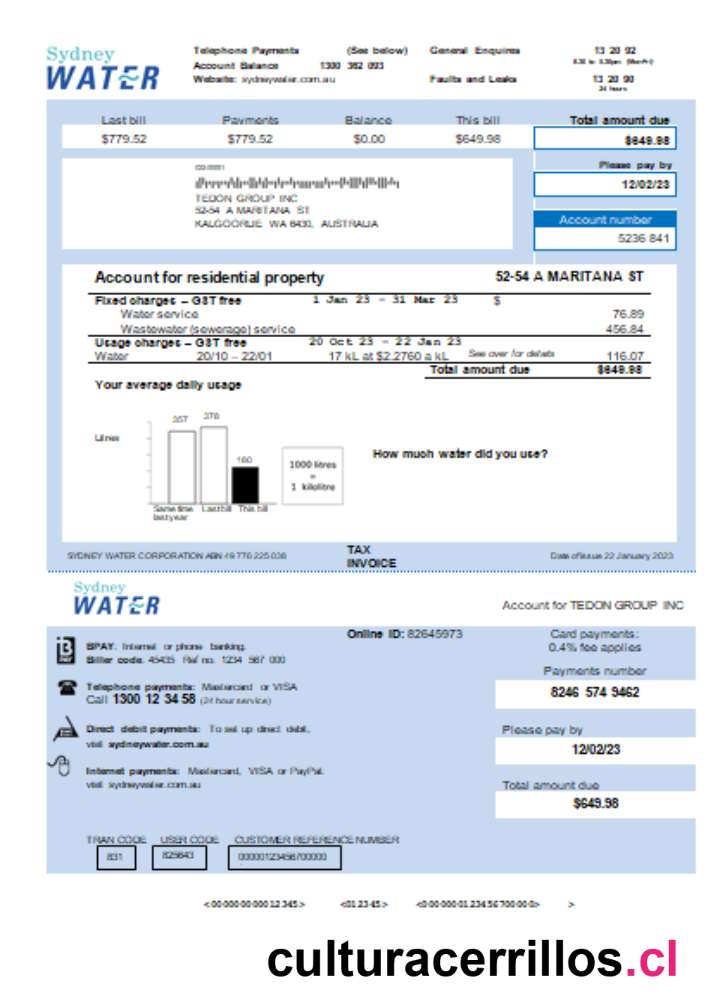 Sydney
WATER
Telephone Payments (See below) General Enquires 13 20 92
Account Balance 1300 362 093 8.30 to 5.30pm (Mon-Fri)
Website: sydneywater.com.au Faults and Leaks 13 20 90
24 hours
Last bill Payments Balance This bill Total amount due
$779.52 $779.52 $0.00 $649.98 $649.98
Please pay by
12/02/23
TEDON GROUP INC
52-54 A MARITANA ST
KALGOORLIE WA 6430, AUSTRALIA
Account number
5236 841
Account for residential property 52-54 A MARITANA ST
Fixed charges – GST free 1 Jan 23 - 31 Mar 23 $
Water service 76.89
Wastewater (sewerage) service 456.84
Usage charges – GST free 20 Oct 23 - 22 Jan 23
Water 20/10 – 22/01 17 kL at $2.2760 a kL See over for details 116.07
Total amount due $649.98
Your average daily usage
357 378
Litres
160
1000 litres
=
1 kilolitre
How much water did you use?
Same time Last bill This bill
last year
SYDNEY WATER CORPORATION ABN 49 776 225 038 TAX
INVOICE
Date of issue 22 January 2023
Sydney
WATER
Account for TEDON GROUP INC
Online ID: 82645973
Card payments:
0.4% fee applies
BPAY: Internet or phone banking.
Biller code: 45435 Ref no. 1234 567 000
Payments number
8246 574 9462
Telephone payments: Mastercard or VISA
Call 1300 12 34 58 (24 hour service)
Direct debit payments: To set up direct debit,
visit sydneywater.com.au
Please pay by
12/02/23
Internet payments: Mastercard, VISA or PayPal.
visit sydneywater.com.au
Total amount due
$649.98
TRAN CODE USER CODE CUSTOMER REFERENCE NUMBER
831 825643 00000123456700000
<00000000012345> <012345> <0000000123456700000> >
culturacerrillos.cl